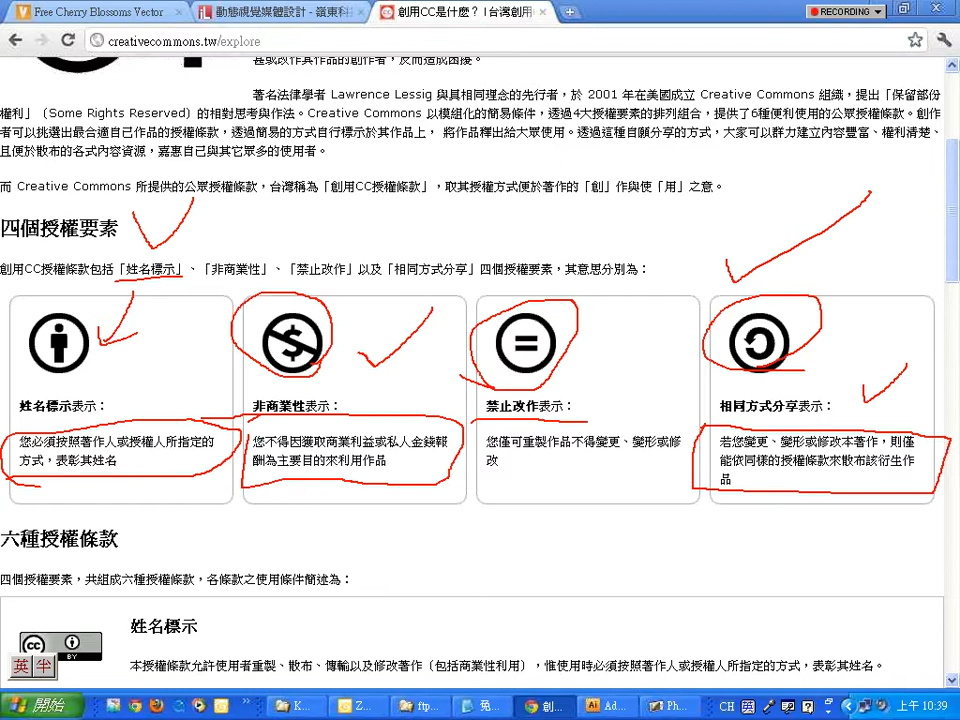 Free Cherry Blossoms Vector
動態視覺媒體設計 - 嶺東科
創用CC是什麼? | 台灣創用
RECORDING
creativecommons.tw/explore
甚或改作其作品的創作者，反而造成困擾。
著名法律學者 Lawrence Lessig 與具相同理念的先行者，於 2001 年在美國成立 Creative Commons 組織，提出「保留部份
權利」（Some Rights Reserved）的相對思考與作法。Creative Commons 以模組化的簡易條件，透過4大授權要素的排列組合，提供了6種便利使用的公眾授權條款。創作
者可以挑選出最合適自己作品的授權條款，透過簡易的方式自行標示於其作品上， 將作品釋出給大眾使用。透過這種自願分享的方式，大家可以群力建立內容豐富、權利清楚、
且便於散布的各式內容資源，嘉惠自己與其它眾多的使用者。
而 Creative Commons 所提供的公眾授權條款，台灣稱為「創用CC授權條款」，取其授權方式便於著作的「創」作與使「用」之意。
四個授權要素
創用CC授權條款包括「姓名標示」、「非商業性」、「禁止改作」以及「相同方式分享」四個授權要素，其意思分別為：
姓名標示表示：
您必須按照著作人或授權人所指定的
方式，表彰其姓名
非商業性表示：
您不得因獲取商業利益或私人金錢報
酬為主要目的來利用作品
禁止改作表示：
您僅可重製作品不得變更、變形或修
改
相同方式分享表示：
若您變更、變形或修改本著作，則僅
能依同樣的授權條款來散布該衍生作
品
六種授權條款
四個授權要素，共組成六種授權條款，各條款之使用條件簡述為：
姓名標示
cc
BY
本授權條款允許使用者重製、散布、傳輸以及修改著作（包括商業性利用），惟使用時必須按照著作人或授權人所指定的方式，表彰其姓名。
英 半
開始
K...
Z...
ftp...
兔...
創...
Ad...
Ph...
CH
上午 10:39